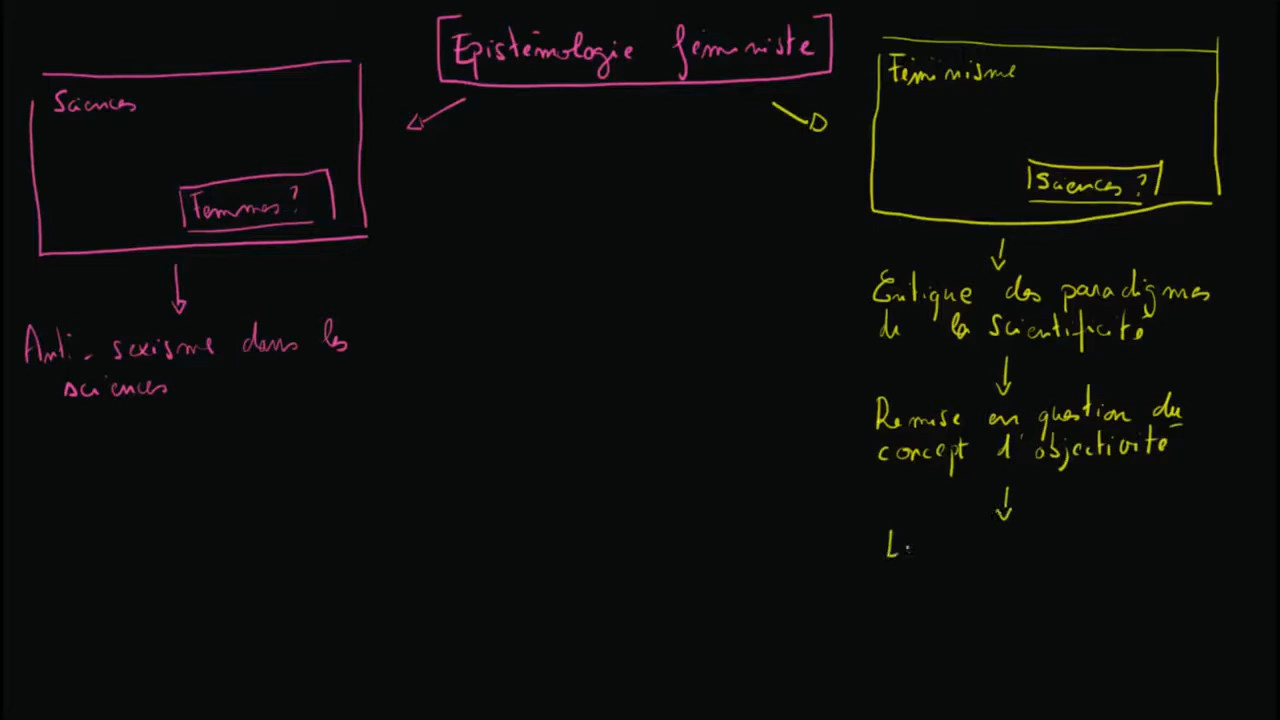 Epistémologie féministe
Sciences
Femmes ?
Anti-sexisme dans les
sciences
Féminisme
Sciences ?
Critique des paradigmes
de la scientificité
Remise en question du
concept d'objectivité
L